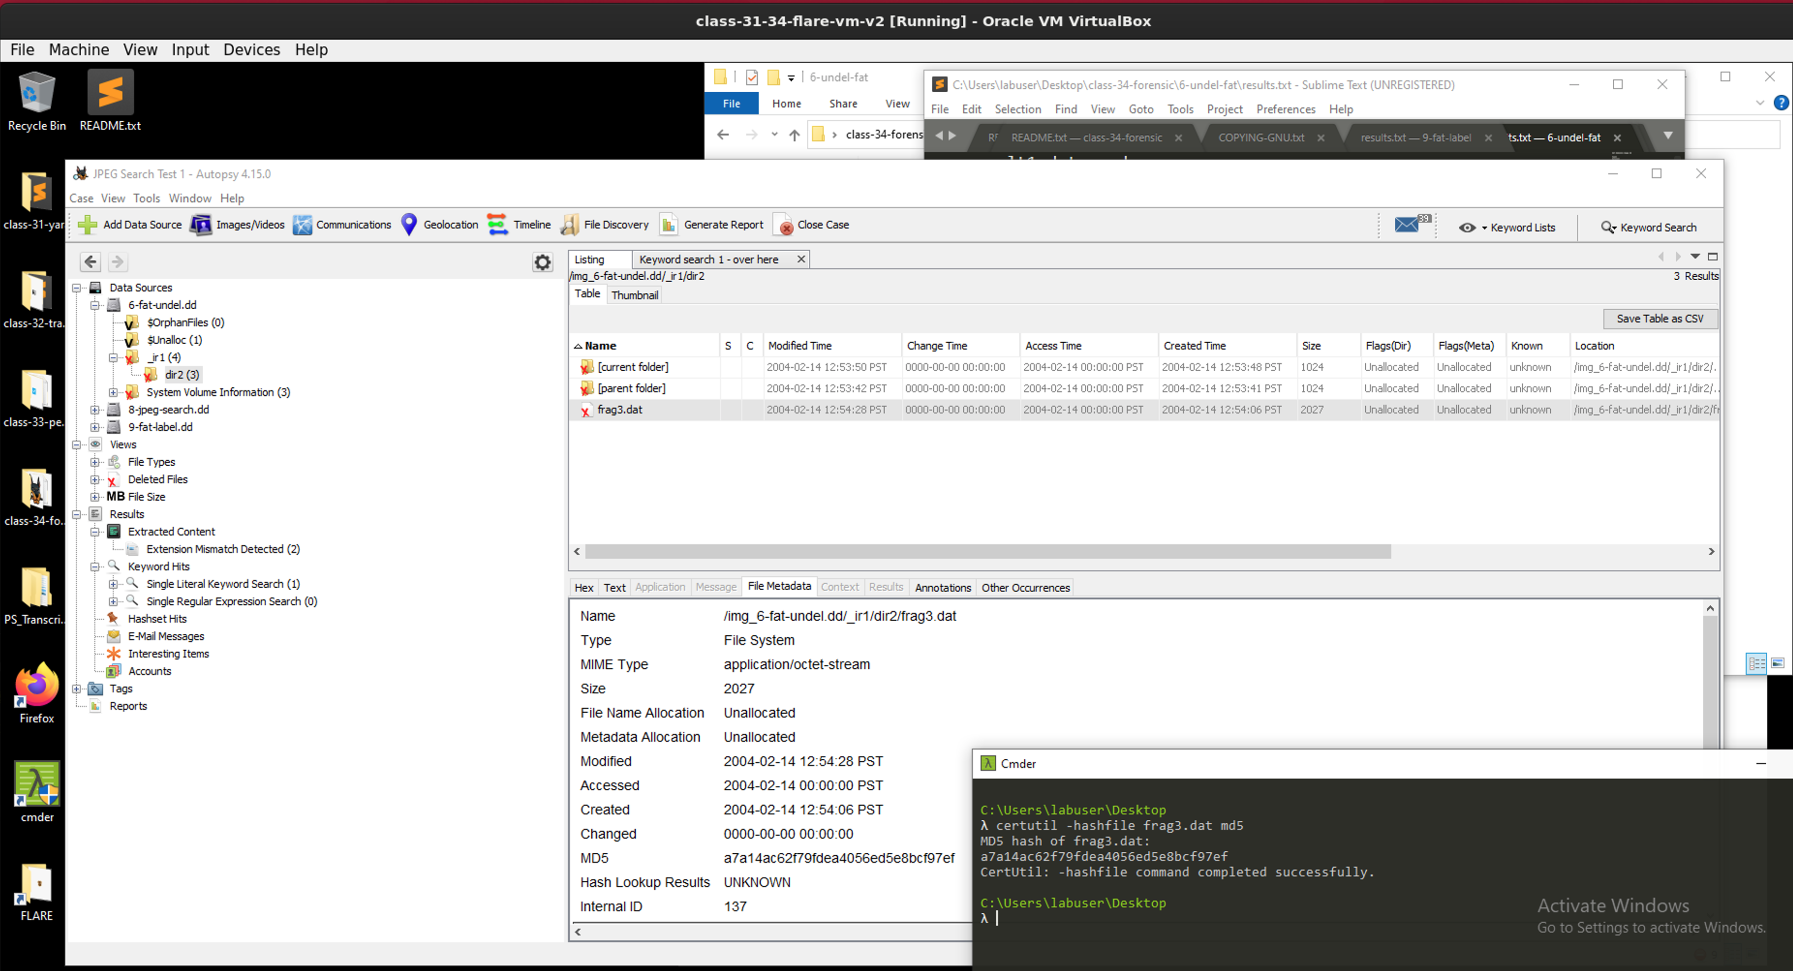 class-31-34-flare-vm-v2 [Running] - Oracle VM VirtualBox
File Machine View Input Devices Help
Recycle Bin
README.txt
class-31-yar
class-32-tra...
class-33-pe...
class-34-fo...
PS_Transcri...
Firefox
cmder
FLARE
6-undel-fat
File Home Share View
class-34-forens
C:\Users\labuser\Desktop\class-34-forensic\6-undel-fat\results.txt - Sublime Text (UNREGISTERED)
File Edit Selection Find View Goto Tools Project Preferences Help
README.txt — class-34-forensic
COPYING-GNU.txt
results.txt — 9-fat-label
ts.txt — 6-undel-fat
JPEG Search Test 1 - Autopsy 4.15.0
Case View Tools Window Help
Add Data Source Images/Videos Communications Geolocation Timeline File Discovery Generate Report Close Case 39 Keyword Lists Keyword Search
Data Sources
6-fat-undel.dd
$OrphanFiles (0)
$Unalloc (1)
_ir1 (4)
dir2 (3)
System Volume Information (3)
8-jpeg-search.dd
9-fat-label.dd
Views
File Types
Deleted Files
MB File Size
Results
Extracted Content
Extension Mismatch Detected (2)
Keyword Hits
Single Literal Keyword Search (1)
Single Regular Expression Search (0)
Hashset Hits
E-Mail Messages
Interesting Items
Accounts
Tags
Reports
Listing Keyword search 1 - over here
/img_6-fat-undel.dd/_ir1/dir2
3 Results
Table Thumbnail
Save Table as CSV
Name S C Modified Time Change Time Access Time Created Time Size Flags(Dir) Flags(Meta) Known Location
[current folder] 2004-02-14 12:53:50 PST 0000-00-00 00:00:00 2004-02-14 00:00:00 PST 2004-02-14 12:53:48 PST 1024 Unallocated Unallocated unknown /img_6-fat-undel.dd/_ir1/dir2/.
[parent folder] 2004-02-14 12:53:42 PST 0000-00-00 00:00:00 2004-02-14 00:00:00 PST 2004-02-14 12:53:41 PST 1024 Unallocated Unallocated unknown /img_6-fat-undel.dd/_ir1/dir2/.
frag3.dat 2004-02-14 12:54:28 PST 0000-00-00 00:00:00 2004-02-14 00:00:00 PST 2004-02-14 12:54:06 PST 2027 Unallocated Unallocated unknown /img_6-fat-undel.dd/_ir1/dir2/fr
Hex Text Application Message File Metadata Context Results Annotations Other Occurrences
Name /img_6-fat-undel.dd/_ir1/dir2/frag3.dat
Type File System
MIME Type application/octet-stream
Size 2027
File Name Allocation Unallocated
Metadata Allocation Unallocated
Modified 2004-02-14 12:54:28 PST
Accessed 2004-02-14 00:00:00 PST
Created 2004-02-14 12:54:06 PST
Changed 0000-00-00 00:00:00
MD5 a7a14ac62f79fdea4056ed5e8bcf97ef
Hash Lookup Results UNKNOWN
Internal ID 137
Cmder
C:\Users\labuser\Desktop
λ certutil -hashfile frag3.dat md5
MD5 hash of frag3.dat:
a7a14ac62f79fdea4056ed5e8bcf97ef
CertUtil: -hashfile command completed successfully.
C:\Users\labuser\Desktop
λ
Activate Windows
Go to Settings to activate Windows.